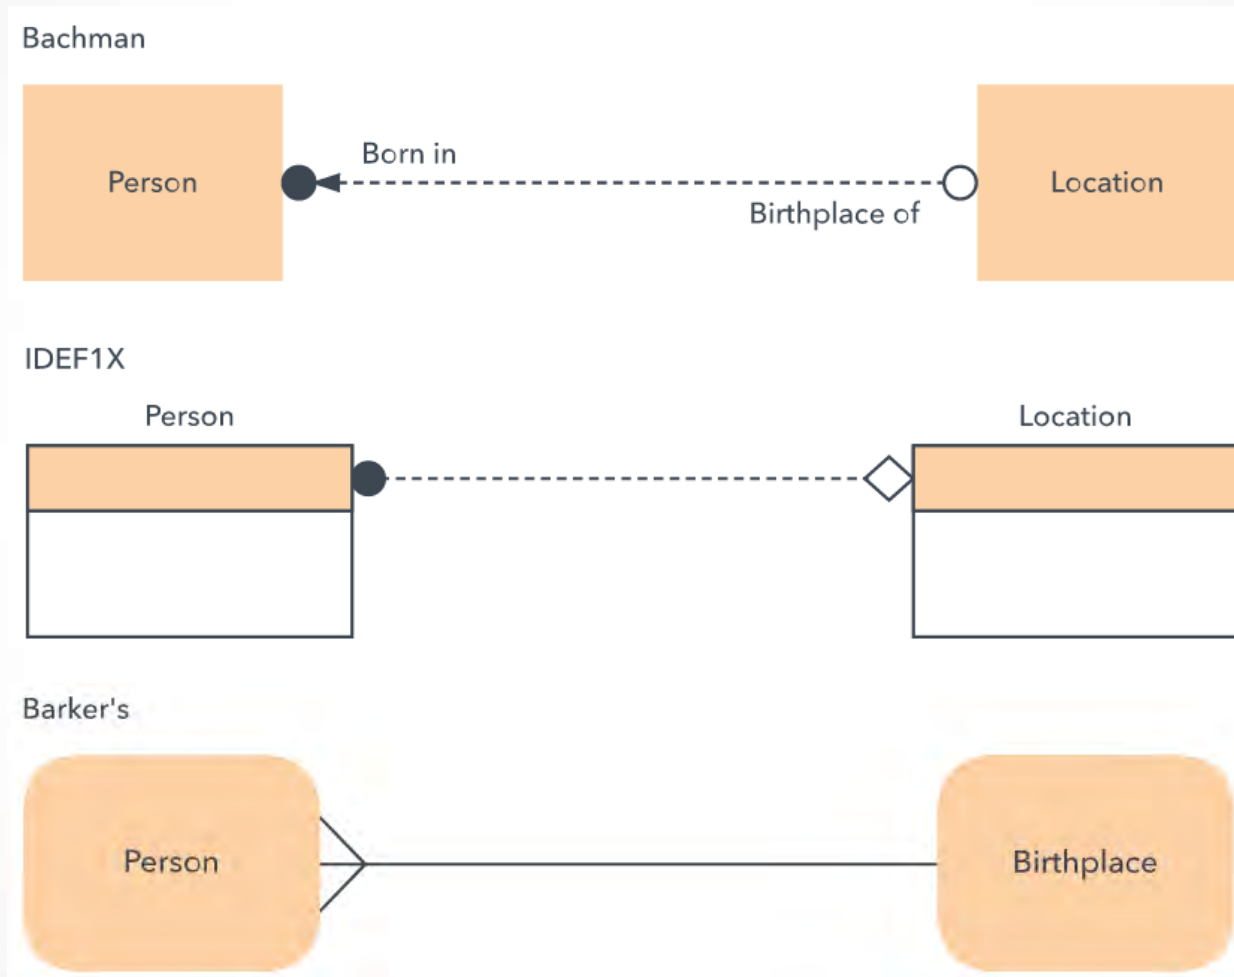 Bachman
Born in
Person
Location
Birthplace of
IDEF1X
Person
Location
Barker's
Person
Birthplace